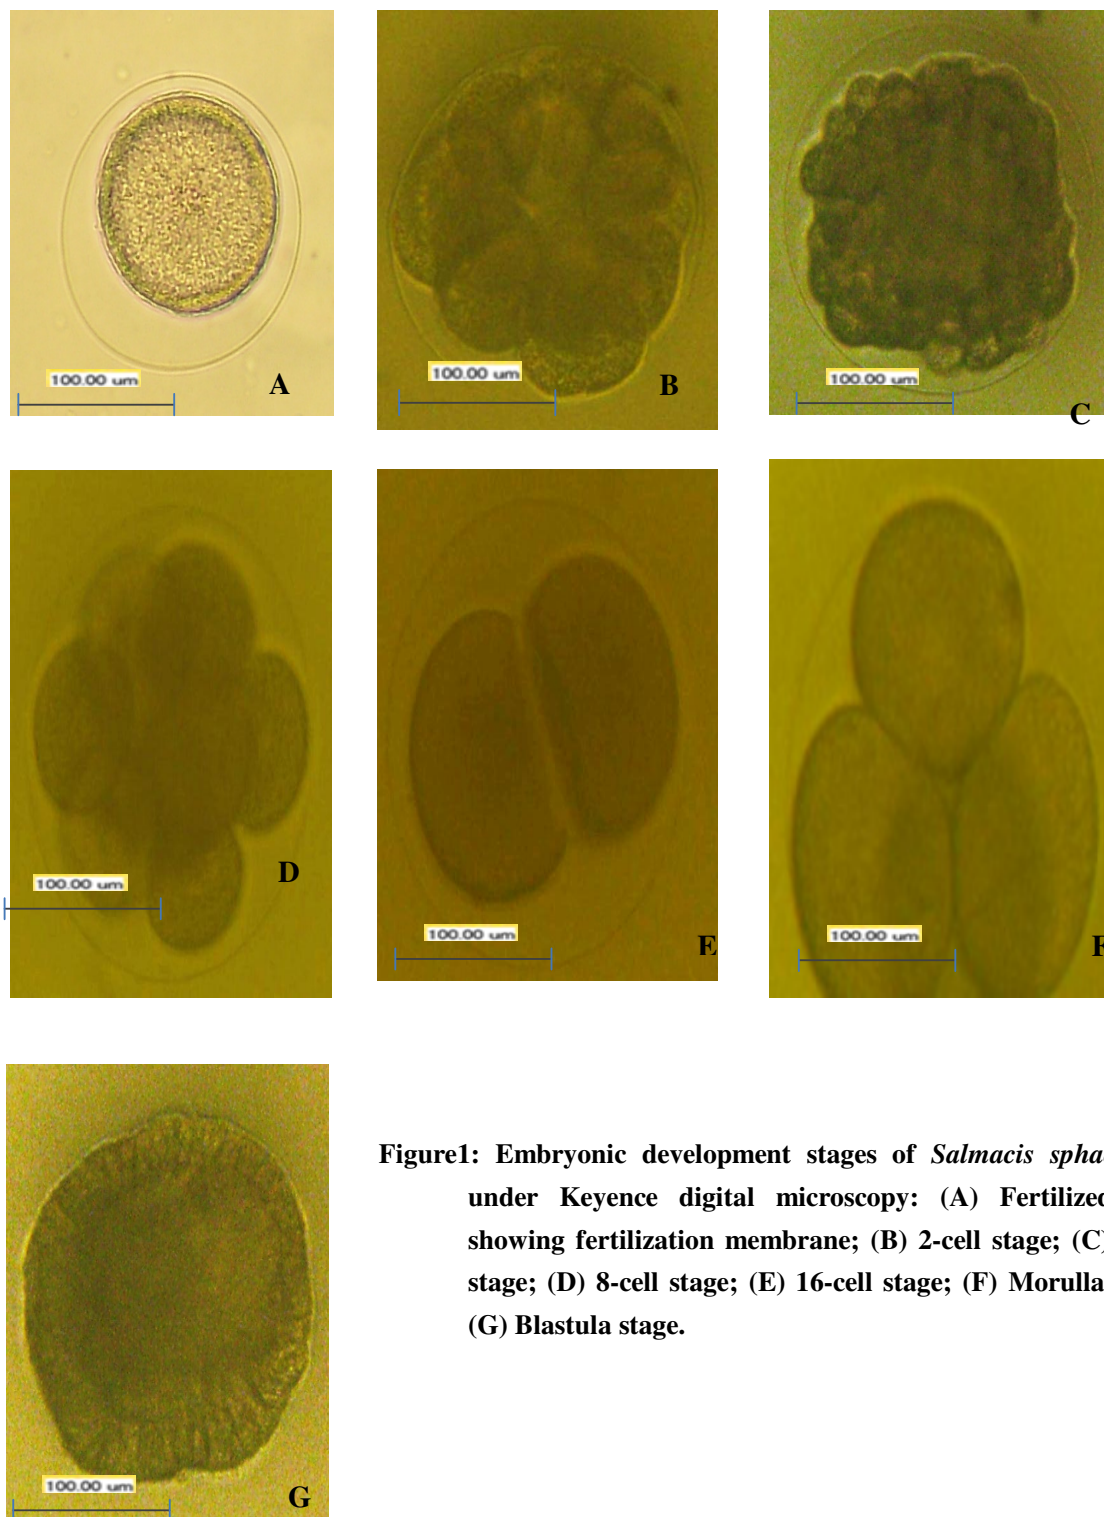 100.00 um
A
100.00 um
B
100.00 um
C
100.00 um
D
100.00 um
E
100.00 um
F
100.00 um
G
Figure1: Embryonic development stages of Salmacis spha
under Keyence digital microscopy: (A) Fertilized
showing fertilization membrane; (B) 2-cell stage; (C)
stage; (D) 8-cell stage; (E) 16-cell stage; (F) Morulla
(G) Blastula stage.